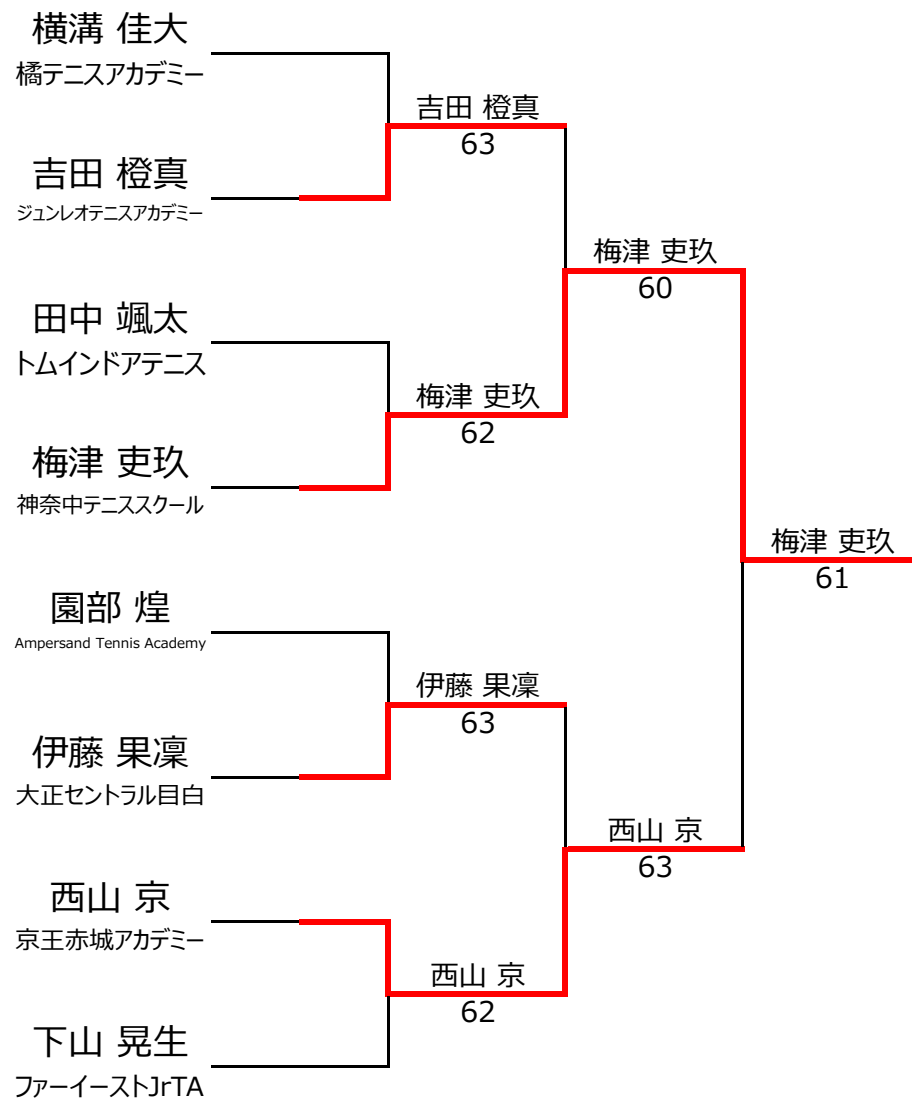 横溝 佳大
橘テニスアカデミー
吉田 橙真
63
吉田 橙真
ジュンレオテニスアカデミー
梅津 吏玖
60
田中 颯太
トムインドアテニス
梅津 吏玖
62
梅津 吏玖
神奈中テニススクール
梅津 吏玖
61
園部 煌
Ampersand Tennis Academy
伊藤 果凜
63
伊藤 果凜
大正セントラル目白
西山 京
63
西山 京
京王赤城アカデミー
西山 京
62
下山 晃生
ファーイーストJrTA